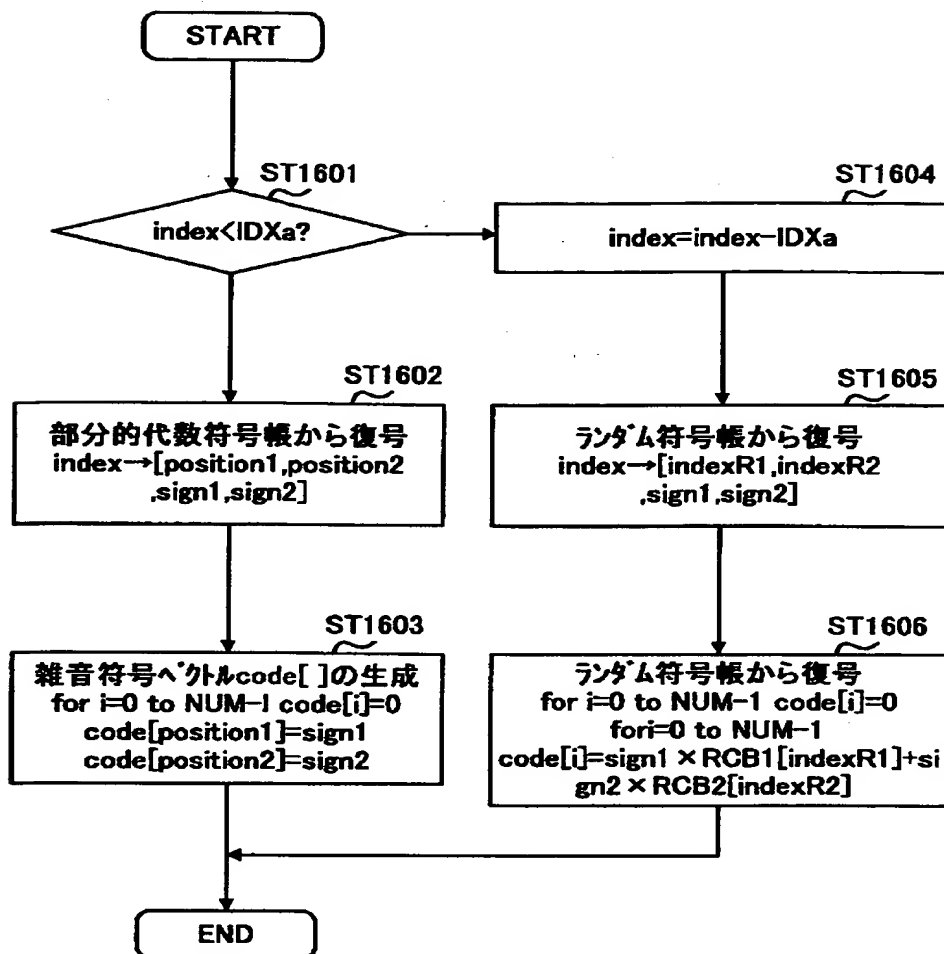 START
ST1601
index<IDXa?
ST1604
index=index-IDXa
ST1602
部分的代数符号帳から復号
index→[position1,position2
,sign1,sign2]
ST1605
ランダム符号帳から復号
index→[indexR1,indexR2
,sign1,sign2]
ST1603
雑音符号ベクトルcode[ ]の生成
for i=0 to NUM-1 code[i]=0
code[position1]=sign1
code[position2]=sign2
ST1606
ランダム符号帳から復号
for i=0 to NUM-1 code[i]=0
fori=0 to NUM-1
code[i]=sign1×RCB1[indexR1]+si
gn2×RCB2[indexR2]
END